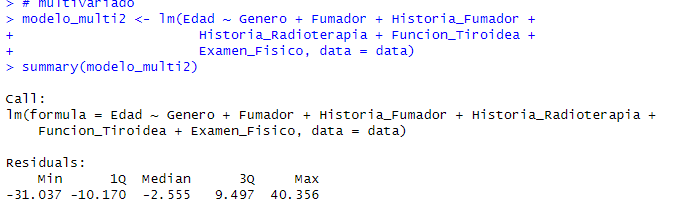 > # multivariado
> modelo_multi2 <- lm(Edad ~ Genero + Fumador + Historia_Fumador +
+                       Historia_Radioterapia + Funcion_Tiroidea +
+                       Examen_Fisico, data = data)
> summary(modelo_multi2)
Call:
lm(formula = Edad ~ Genero + Fumador + Historia_Fumador + Historia_Radioterapia +
    Funcion_Tiroidea + Examen_Fisico, data = data)
Residuals:
    Min      1Q  Median      3Q     Max
-31.037 -10.170  -2.555   9.497  40.356